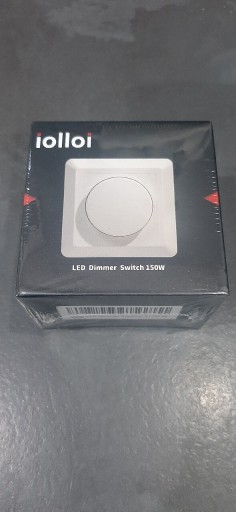 iolloi
LED Dimmer Switch 150W